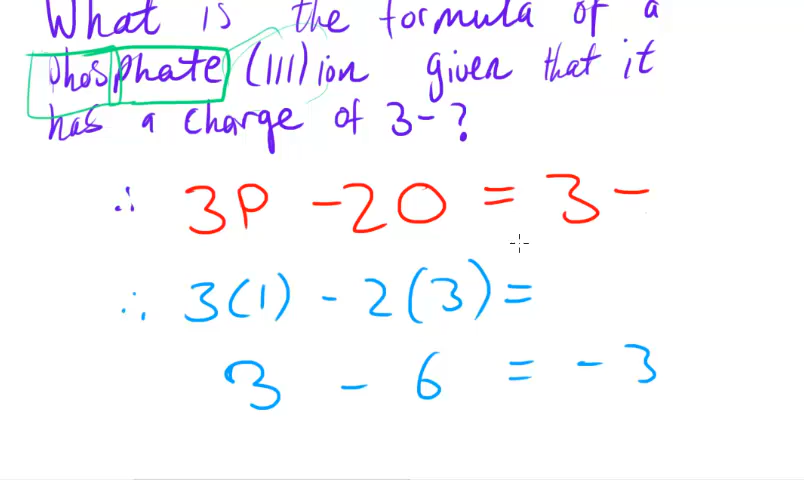 What is the formula of a
phosphate (III) ion given that it
has a charge of 3- ?
∴ 3P - 2O = 3 -
∴ 3(1) - 2(3) =
3 - 6 = - 3